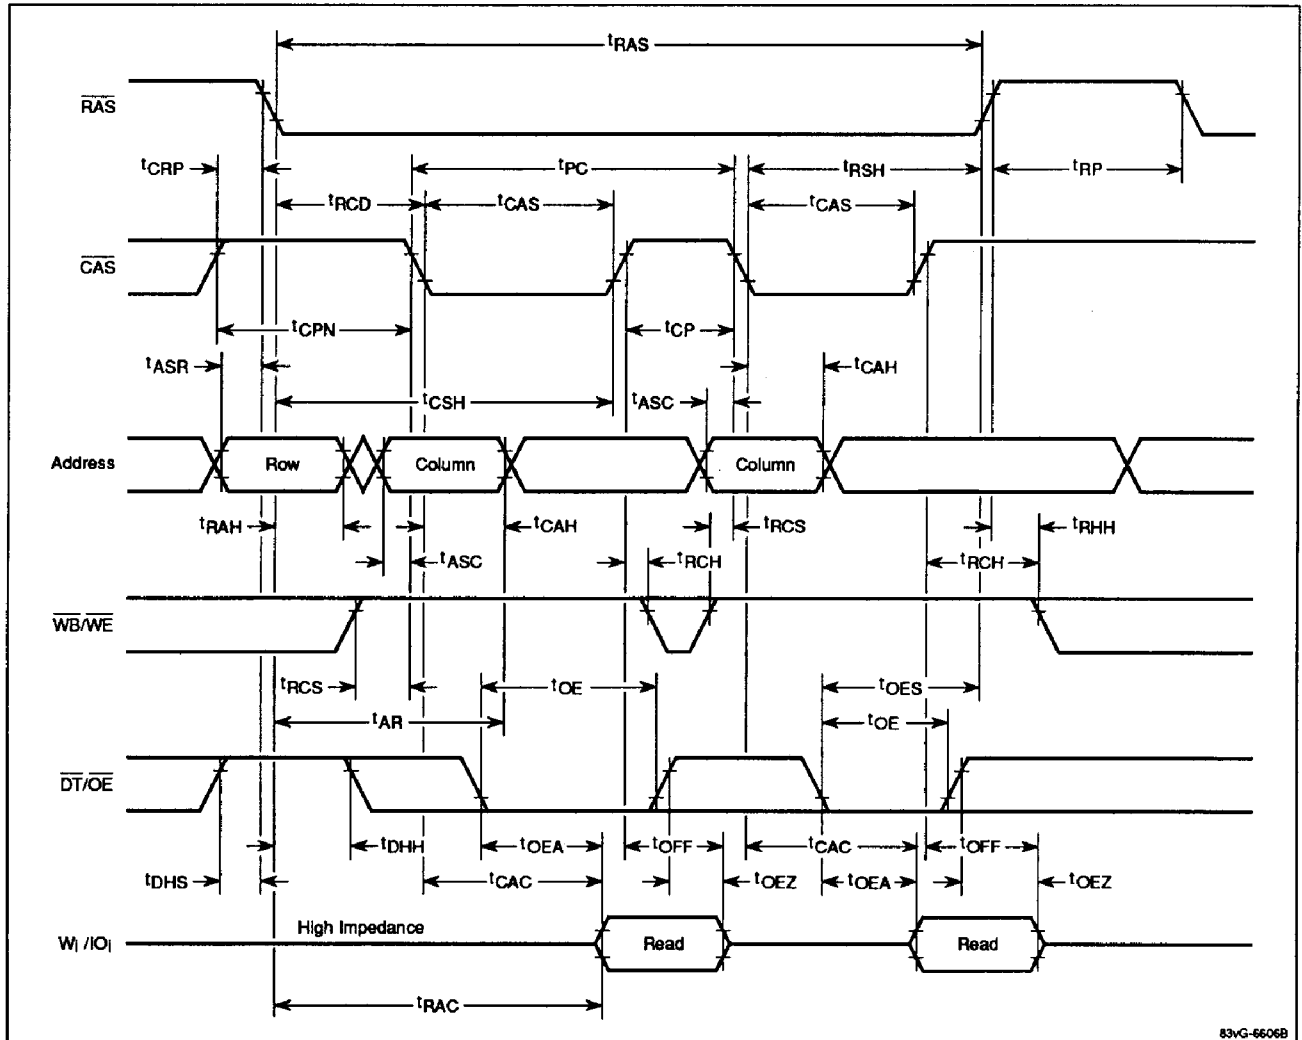 tRAS
RAS
tCRP
tPC
tRSH
tRP
tRCD
tCAS
tCAS
CAS
tCPN
tCP
tASR
tCAH
tCSH
tASC
Address
Row
Column
Column
tRAH
tCAH
tRCS
tRHH
tASC
tRCH
tRCH
WB/WE
tRCS
tOE
tOES
tAR
tOE
DT/OE
tDHH
tOEA
tOFF
tCAC
tOFF
tDHS
tCAC
tOEZ
tOEA
tOEZ
High Impedance
Wi /IOi
Read
Read
tRAC
83vG-6606B